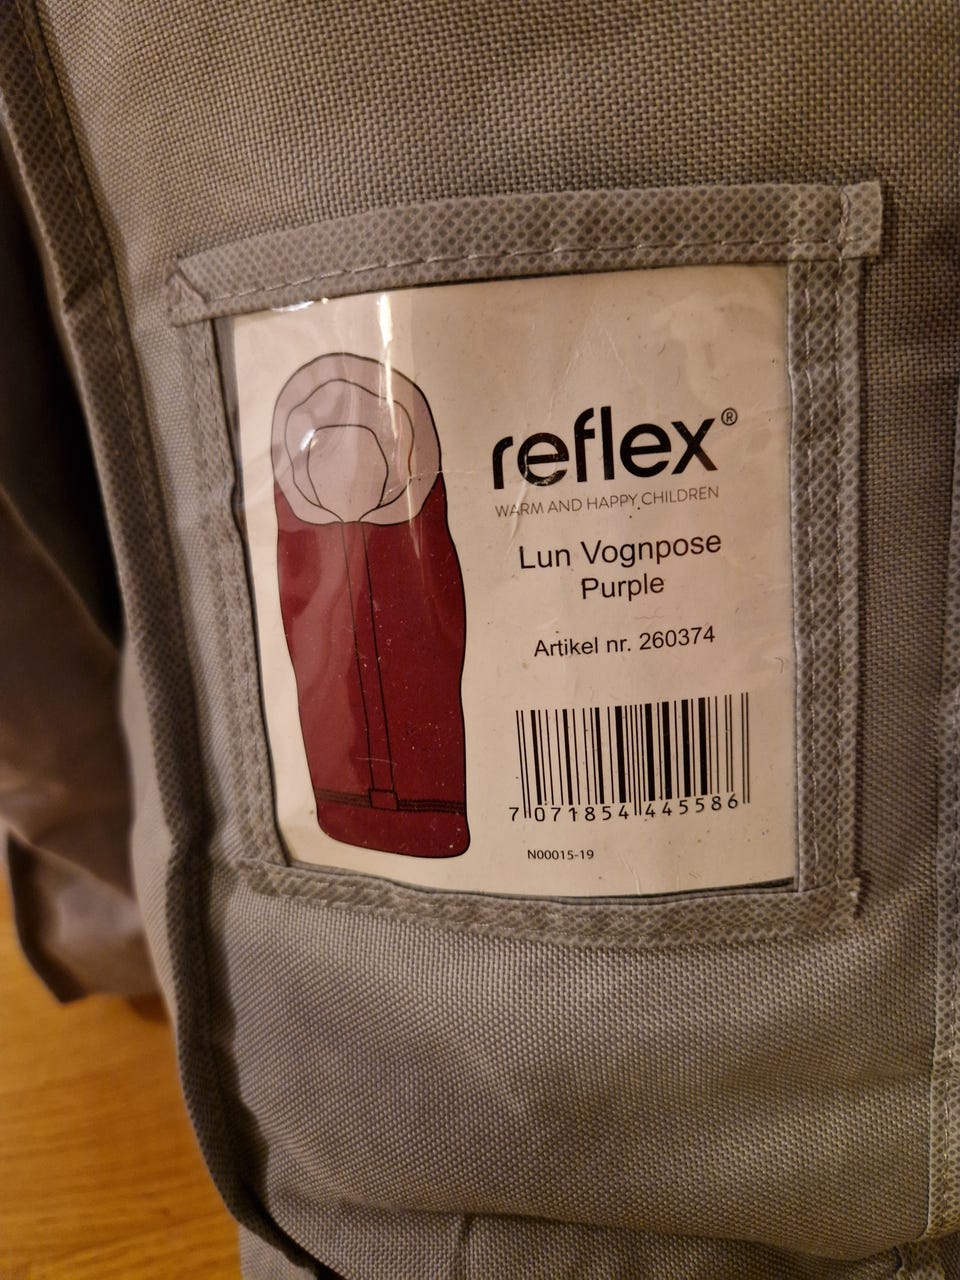 reflex®
WARM AND HAPPY CHILDREN
Lun Vognpose
Purple
Artikel nr. 260374
7 071854 445586
N00015-19